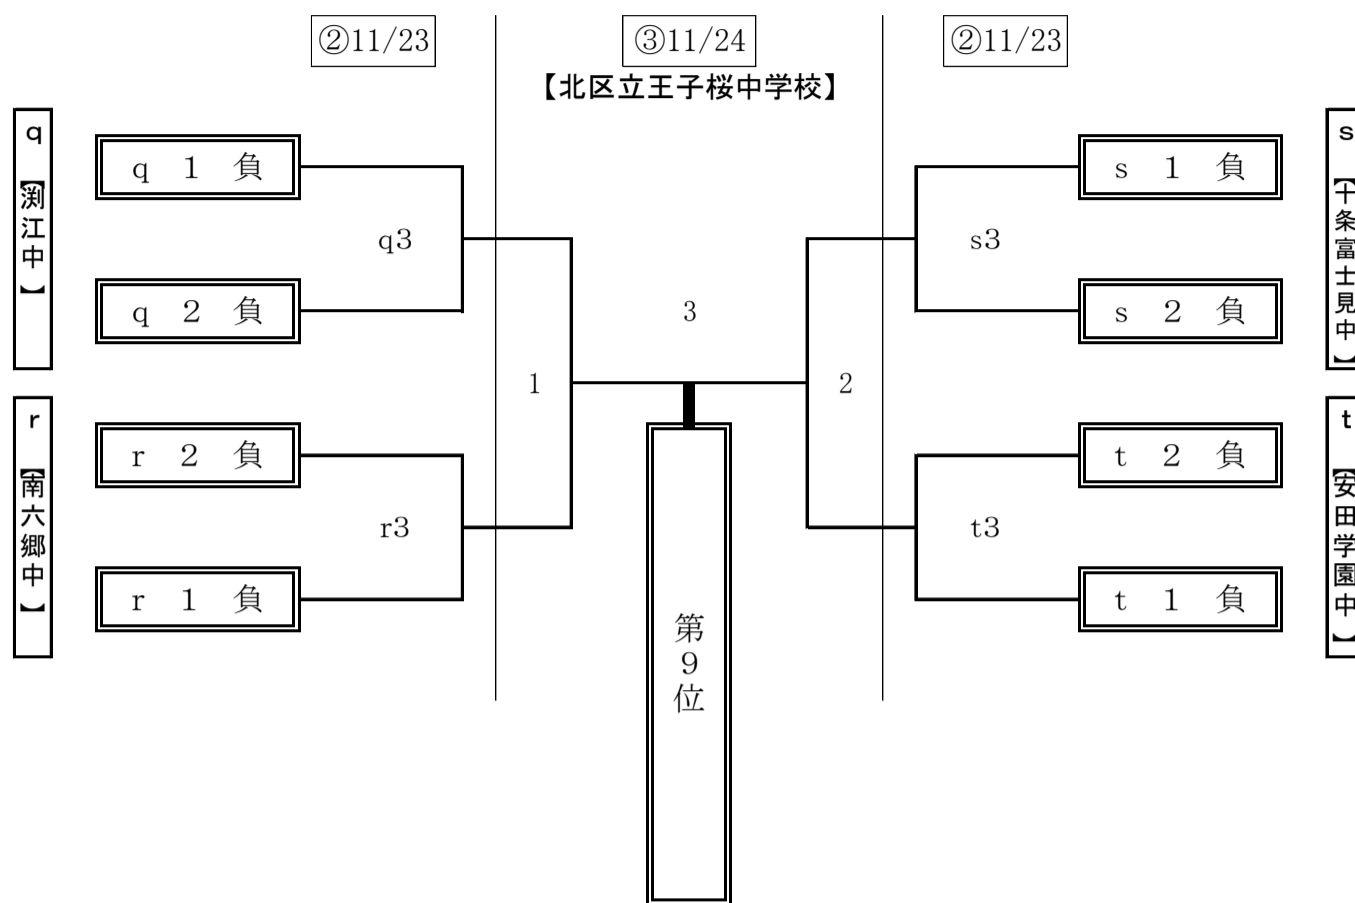 ②11/23
③11/24
②11/23
【北区立王子桜中学校】
q
【渕江中】
q 1 負
q3
q 2 負
r
【南六郷中】
r 2 負
r3
r 1 負
1
3
2
第9位
s 1 負
s3
s 2 負
s
【十条富士見中】
t 2 負
t3
t 1 負
t
【安田学園中】